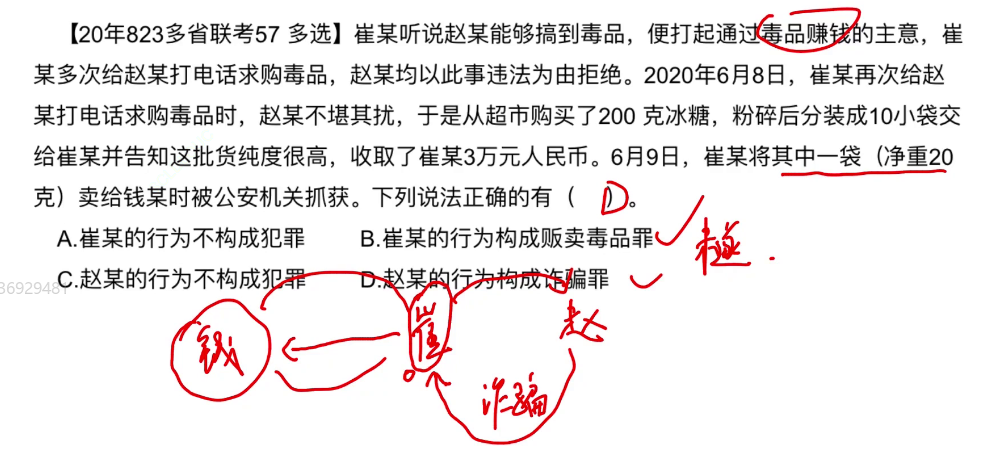 【20年823多省联考57 多选】崔某听说赵某能够搞到毒品，便打起通过毒品赚钱的主意，崔
某多次给赵某打电话求购毒品，赵某均以此事违法为由拒绝。2020年6月8日，崔某再次给赵
某打电话求购毒品时，赵某不堪其扰，于是从超市购买了200 克冰糖，粉碎后分装成10小袋交
给崔某并告知这批货纯度很高，收取了崔某3万元人民币。6月9日，崔某将其中一袋（净重20
克）卖给钱某时被公安机关抓获。下列说法正确的有（ D ）。
A.崔某的行为不构成犯罪 B.崔某的行为构成贩卖毒品罪
未遂.
C.赵某的行为不构成犯罪 D.赵某的行为构成诈骗罪
36929481
钱 崔 赵
诈骗